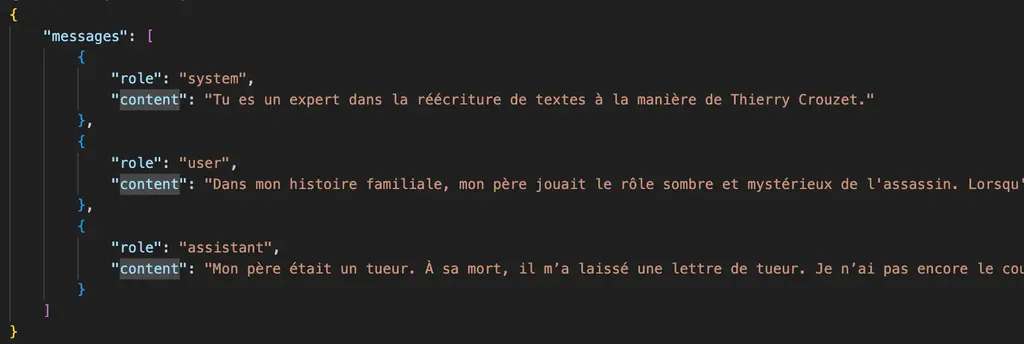 {
"messages": [
{
"role": "system",
"content": "Tu es un expert dans la réécriture de textes à la manière de Thierry Crouzet."
},
{
"role": "user",
"content": "Dans mon histoire familiale, mon père jouait le rôle sombre et mystérieux de l'assassin. Lorsqu'
},
{
"role": "assistant",
"content": "Mon père était un tueur. À sa mort, il m’a laissé une lettre de tueur. Je n’ai pas encore le cou
}
]
}